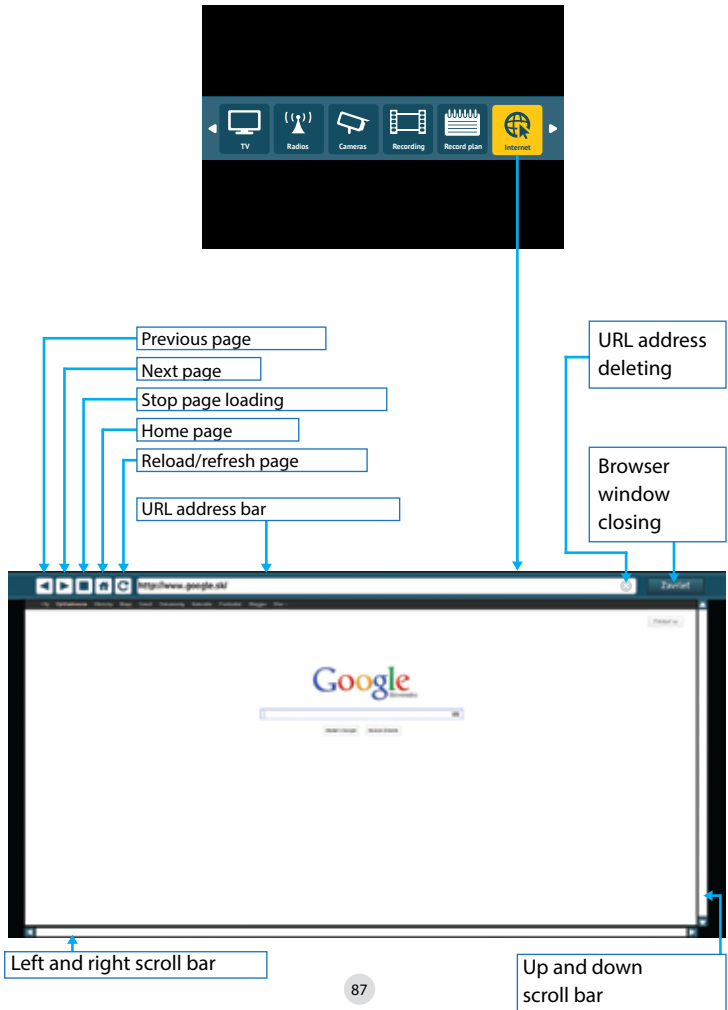 TV
Radios
Cameras
Recording
Record plan
Internet
Previous page
Next page
Stop page loading
Home page
Reload/refresh page
URL address bar
URL address
deleting
Browser
window
closing
http://www.google.sk/
Zavrieť
Google
Slovensko
Left and right scroll bar
Up and down
scroll bar
87